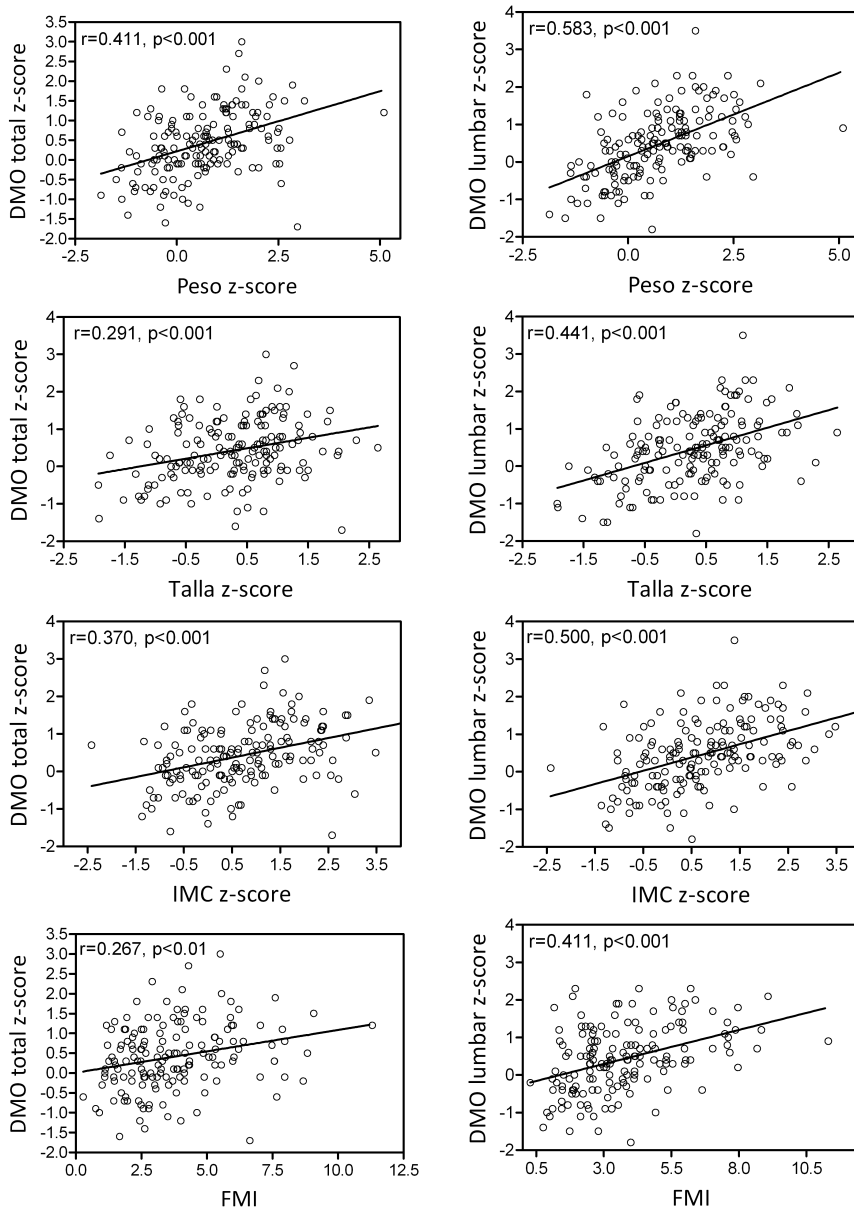 r=0.411, p<0.001
DMO total z-score
3.5
3.0
2.5
2.0
1.5
1.0
0.5
0.0
-0.5
-1.0
-1.5
-2.0
-2.5 0.0 2.5 5.0
Peso z-score
r=0.583, p<0.001
DMO lumbar z-score
4
3
2
1
0
-1
-2
-2.5 0.0 2.5 5.0
Peso z-score
r=0.291, p<0.001
DMO total z-score
4
3
2
1
0
-1
-2
-2.5 -1.5 -0.5 0.5 1.5 2.5
Talla z-score
r=0.441, p<0.001
DMO lumbar z-score
4
3
2
1
0
-1
-2
-2.5 -1.5 -0.5 0.5 1.5 2.5
Talla z-score
r=0.370, p<0.001
DMO total z-score
4
3
2
1
0
-1
-2
-2.5 -1.5 -0.5 0.5 1.5 2.5 3.5
IMC z-score
r=0.500, p<0.001
DMO lumbar z-score
4
3
2
1
0
-1
-2
-2.5 -1.5 -0.5 0.5 1.5 2.5 3.5
IMC z-score
r=0.267, p<0.01
DMO total z-score
3.5
3.0
2.5
2.0
1.5
1.0
0.5
0.0
-0.5
-1.0
-1.5
-2.0
0.0 2.5 5.0 7.5 10.0 12.5
FMI
r=0.411, p<0.001
DMO lumbar z-score
4
3
2
1
0
-1
-2
0.5 3.0 5.5 8.0 10.5
FMI